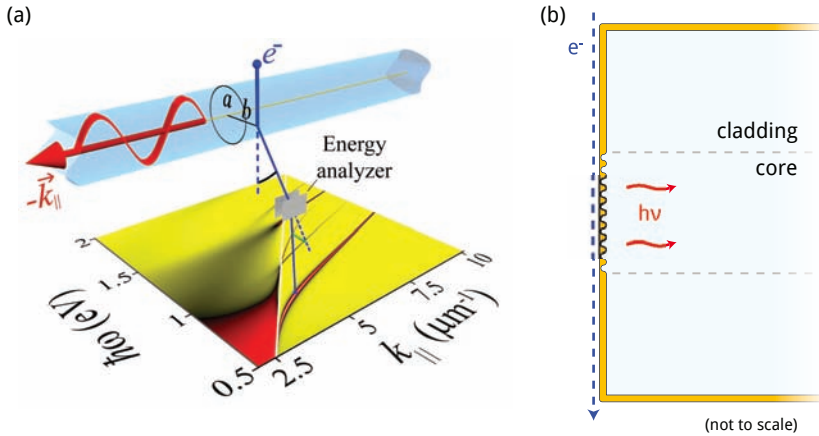 (a)
e-
a
b
Energy
analyzer
-k||
2
1.5
1
0.5
ħω (eV)
2.5
5
7.5
10
k|| (μm-1)
(b)
e-
cladding
core
hν
(not to scale)